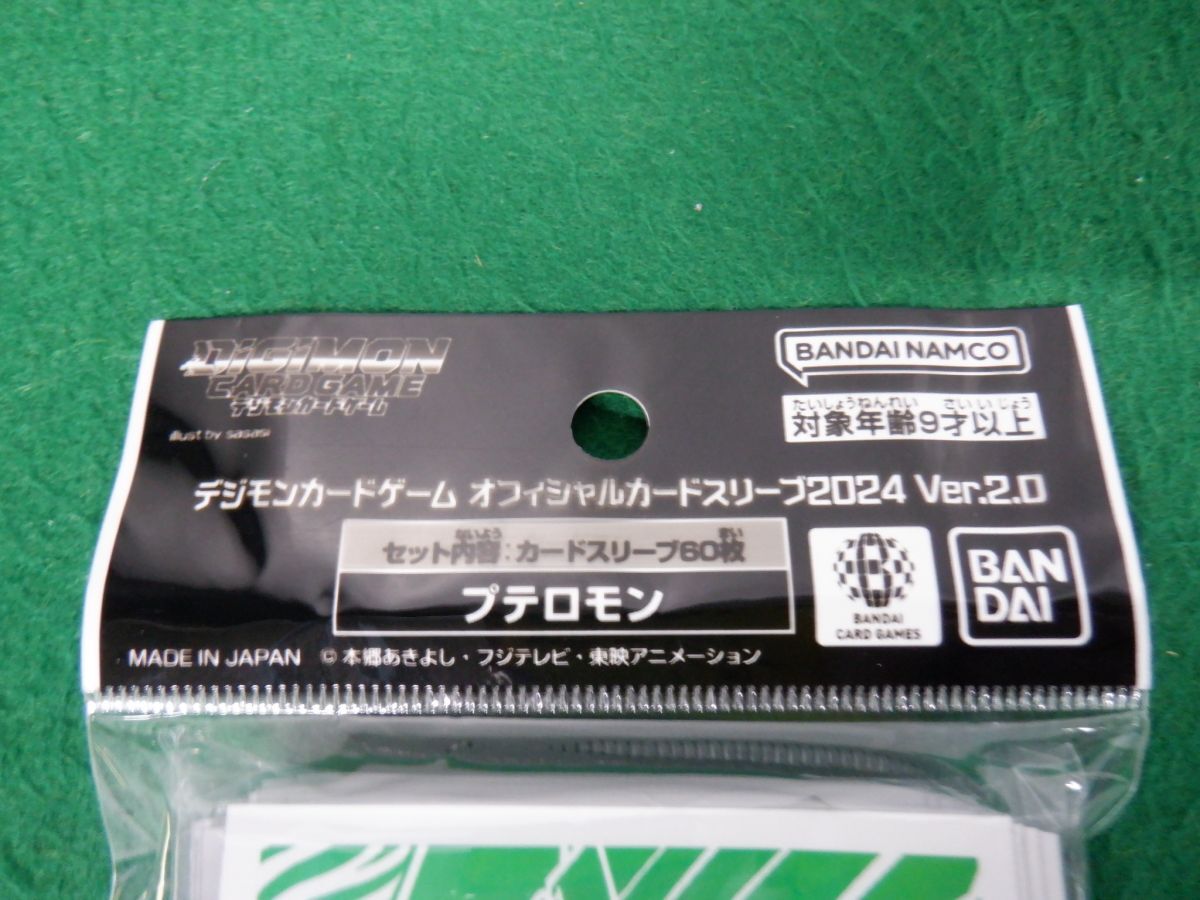 DiGiMON
CARD GAME
デジモンカードゲーム
illust by sasasi
BANDAI NAMCO
たいしょうねんれい さいいじょう
対象年齢9才以上
デジモンカードゲーム オフィシャルカードスリーブ2024 Ver.2.0
ないよう まい
セット内容:カードスリーブ60枚
プテロモン
BANDAI
CARD GAMES
BAN
DAI
MADE IN JAPAN ©本郷あきよし・フジテレビ・東映アニメーション